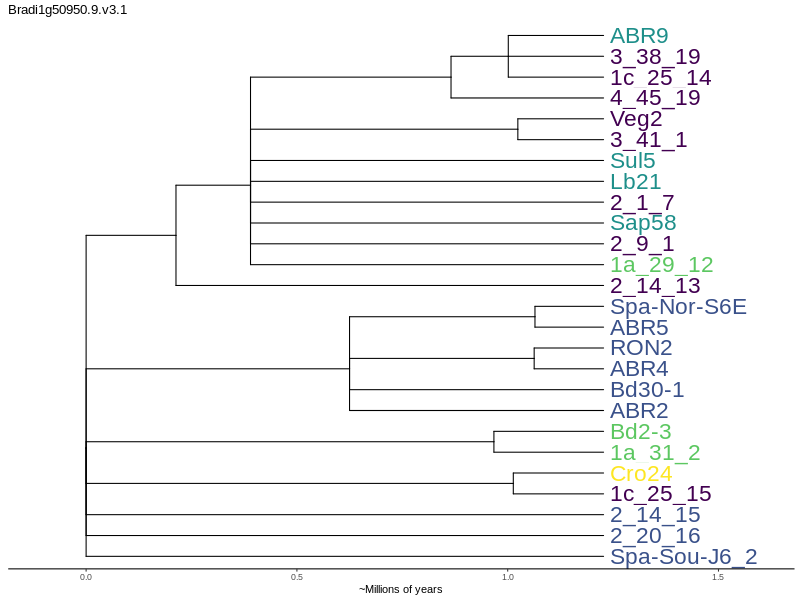 Bradi1g50950.9.v3.1
ABR9
3_38_19
1c_25_14
4_45_19
Veg2
3_41_1
Sul5
Lb21
2_1_7
Sap58
2_9_1
1a_29_12
2_14_13
Spa-Nor-S6E
ABR5
RON2
ABR4
Bd30-1
ABR2
Bd2-3
1a_31_2
Cro24
1c_25_15
2_14_15
2_20_16
Spa-Sou-J6_2
0.0 0.5 1.0 1.5
~Millions of years